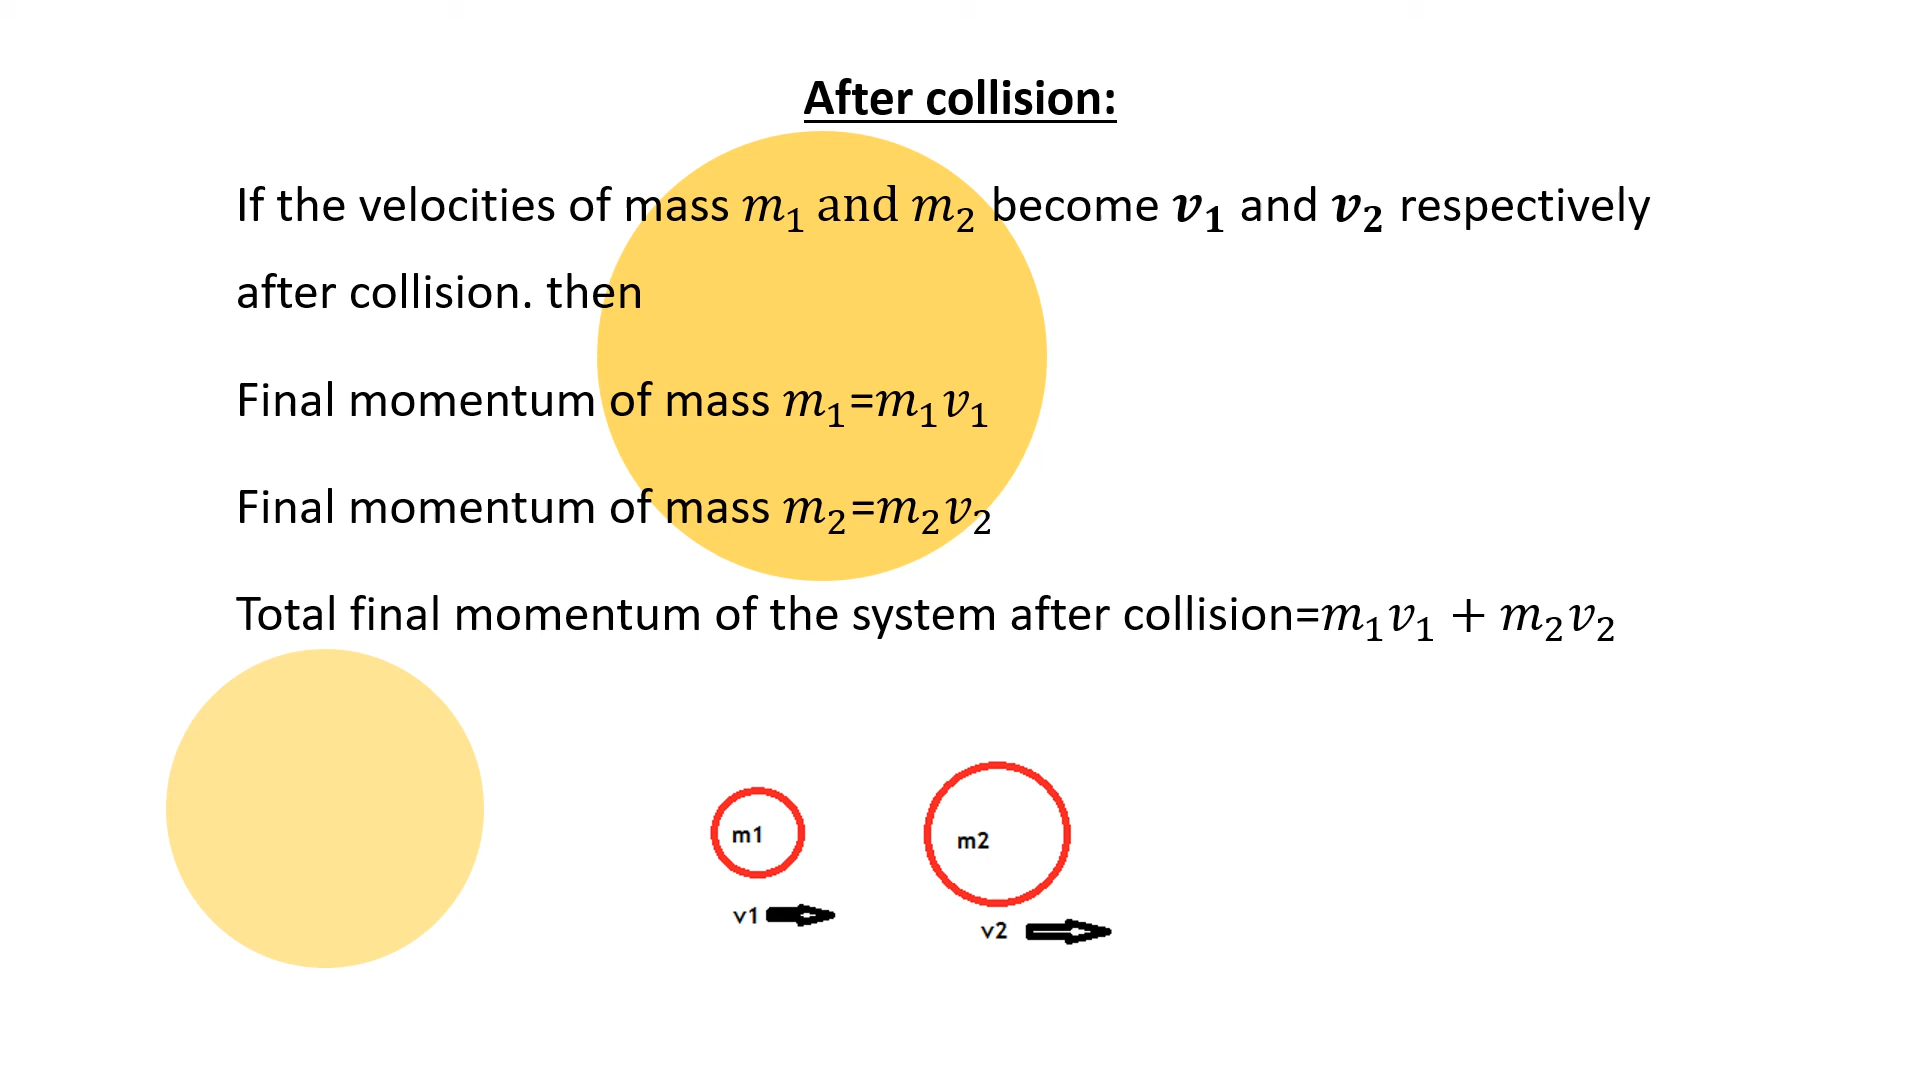 After collision:
If the velocities of mass m₁ and m₂ become v₁ and v₂ respectively
after collision. then
Final momentum of mass m₁=m₁v₁
Final momentum of mass m₂=m₂v₂
Total final momentum of the system after collision=m₁v₁ + m₂v₂
m1
m2
v1
v2